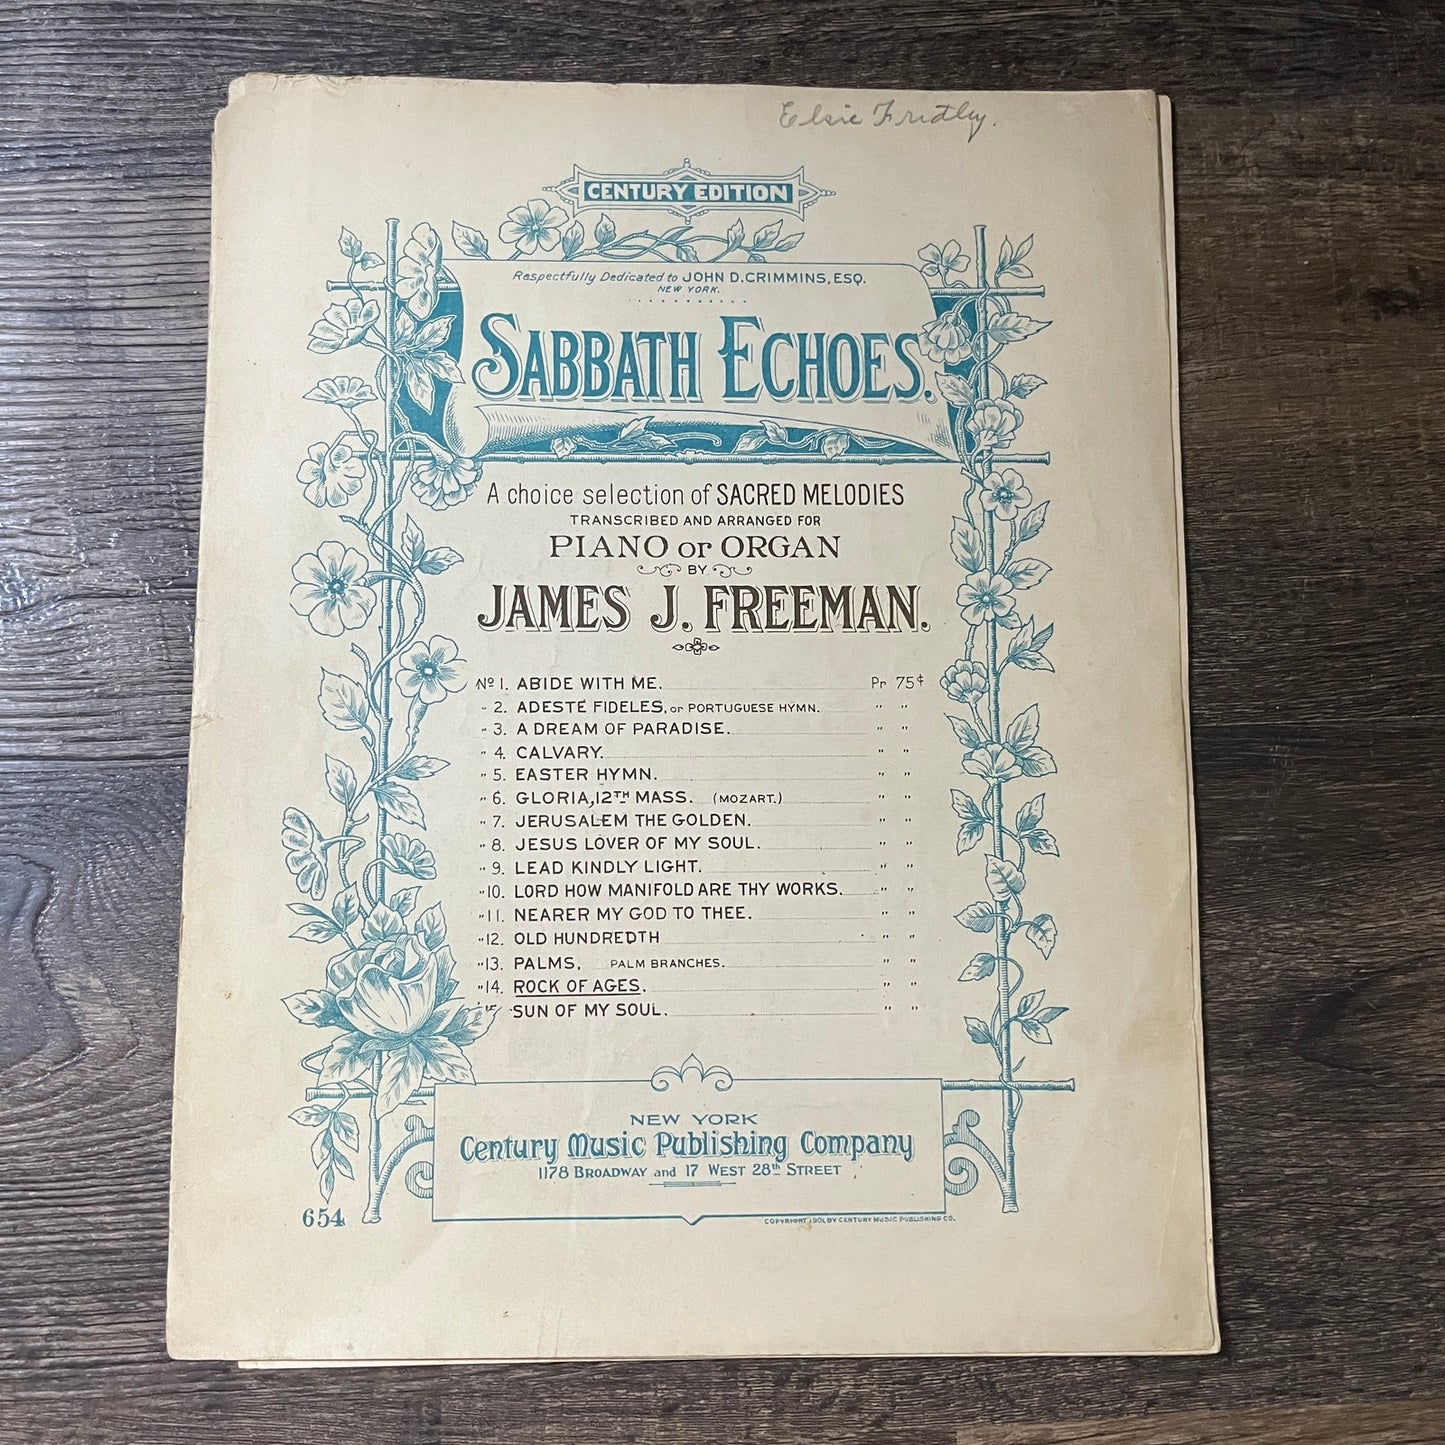 Elsie Fridley.
CENTURY EDITION
Respectfully Dedicated to JOHN D. CRIMMINS, ESQ.
NEW YORK.
SABBATH ECHOES.
A choice selection of SACRED MELODIES
TRANSCRIBED AND ARRANGED FOR
PIANO or ORGAN
BY
JAMES J. FREEMAN.
No 1. ABIDE WITH ME. Pr 75¢
" 2. ADESTE FIDELES, or PORTUGUESE HYMN. " "
" 3. A DREAM OF PARADISE. " "
" 4. CALVARY. " "
" 5. EASTER HYMN. " "
" 6. GLORIA, 12TH MASS. (MOZART.) " "
" 7. JERUSALEM THE GOLDEN. " "
" 8. JESUS LOVER OF MY SOUL. " "
" 9. LEAD KINDLY LIGHT. " "
" 10. LORD HOW MANIFOLD ARE THY WORKS. " "
" 11. NEARER MY GOD TO THEE. " "
" 12. OLD HUNDREDTH " "
" 13. PALMS, PALM BRANCHES. " "
" 14. ROCK OF AGES. " "
" 15 SUN OF MY SOUL. " "
NEW YORK
Century Music Publishing Company
1178 BROADWAY and 17 WEST 28th STREET
654
COPYRIGHT 1901, BY CENTURY MUSIC PUBLISHING CO.